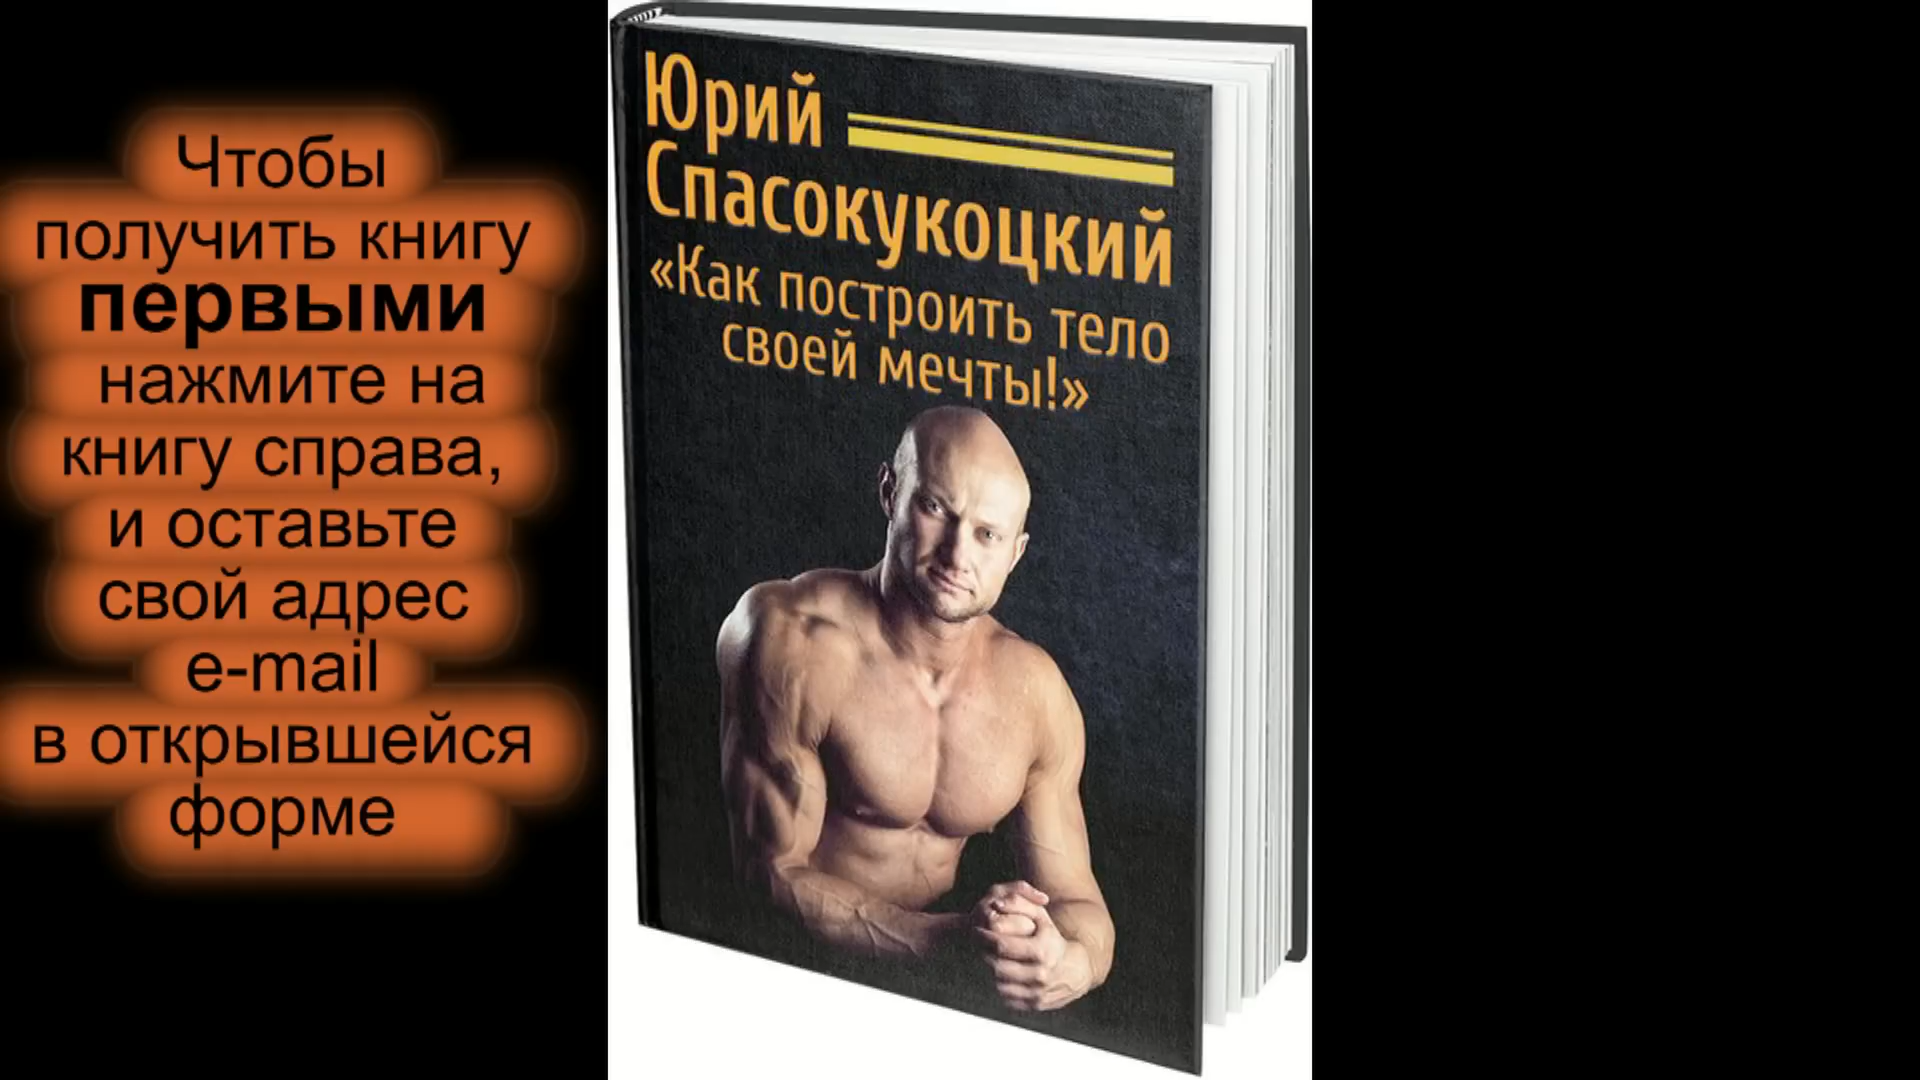 Чтобы
получить книгу
первыми
нажмите на
книгу справа,
и оставьте
свой адрес
e-mail
в открывшейся
форме
Юрий
Спасокукоцкий
«Как построить тело
своей мечты!»